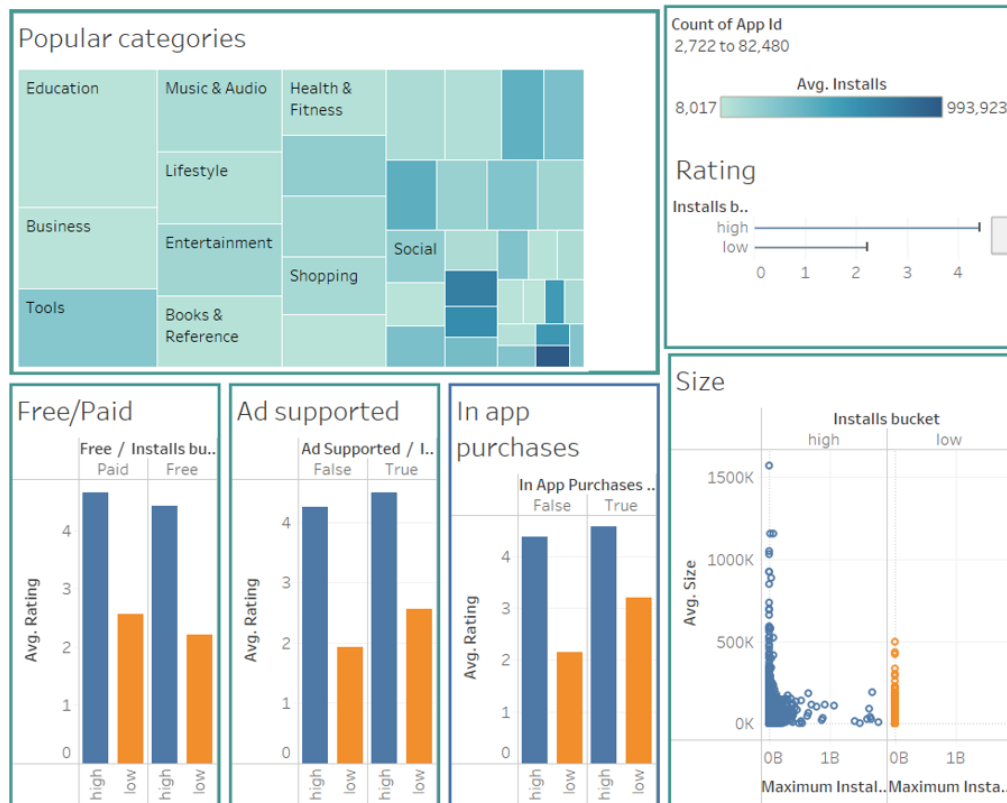 Popular categories
Education
Music & Audio
Health &
Fitness
Lifestyle
Business
Entertainment
Social
Shopping
Tools
Books &
Reference
Count of App Id
2,722 to 82,480
Avg. Installs
8,017
993,923
Rating
Installs b..
high
low
0 1 2 3 4
Free/Paid
Free / Installs bu..
Paid Free
Avg. Rating
4
3
2
1
0
high low high low
Ad supported
Ad Supported / I..
False True
Avg. Rating
4
3
2
1
0
high low high low
In app
purchases
In App Purchases ..
False True
Avg. Rating
4
3
2
1
0
high low high low
Size
Installs bucket
high low
Avg. Size
1500K
1000K
500K
0K
0B 1B 0B 1B
Maximum Instal.. Maximum Insta..